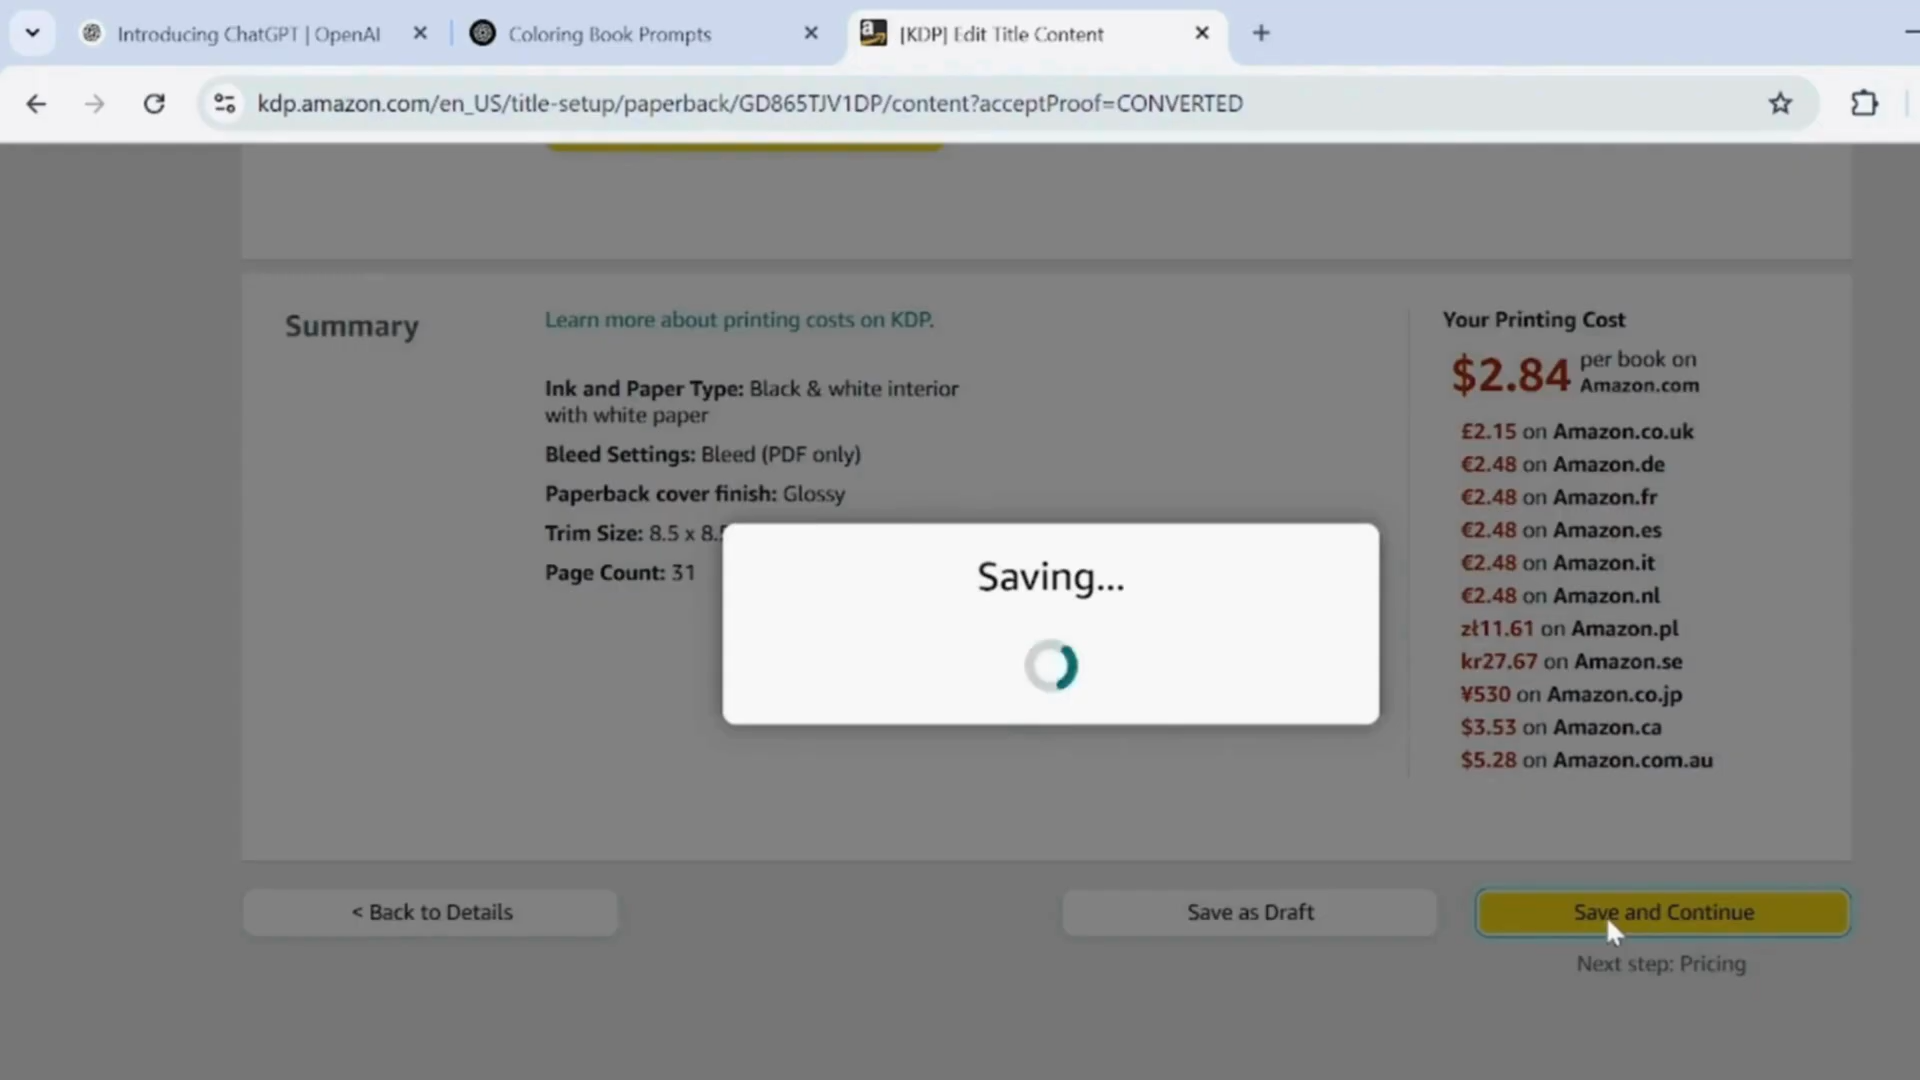 Introducing ChatGPT | OpenAI
Coloring Book Prompts
[KDP] Edit Title Content
kdp.amazon.com/en_US/title-setup/paperback/GD865TJV1DP/content?acceptProof=CONVERTED
Summary
Learn more about printing costs on KDP.
Ink and Paper Type: Black & white interior
with white paper
Bleed Settings: Bleed (PDF only)
Paperback cover finish: Glossy
Trim Size: 8.5 x 8.5
Page Count: 31
Saving...
Your Printing Cost
$2.84 per book on
Amazon.com
£2.15 on Amazon.co.uk
€2.48 on Amazon.de
€2.48 on Amazon.fr
€2.48 on Amazon.es
€2.48 on Amazon.it
€2.48 on Amazon.nl
zł11.61 on Amazon.pl
kr27.67 on Amazon.se
¥530 on Amazon.co.jp
$3.53 on Amazon.ca
$5.28 on Amazon.com.au
< Back to Details
Save as Draft
Save and Continue
Next step: Pricing